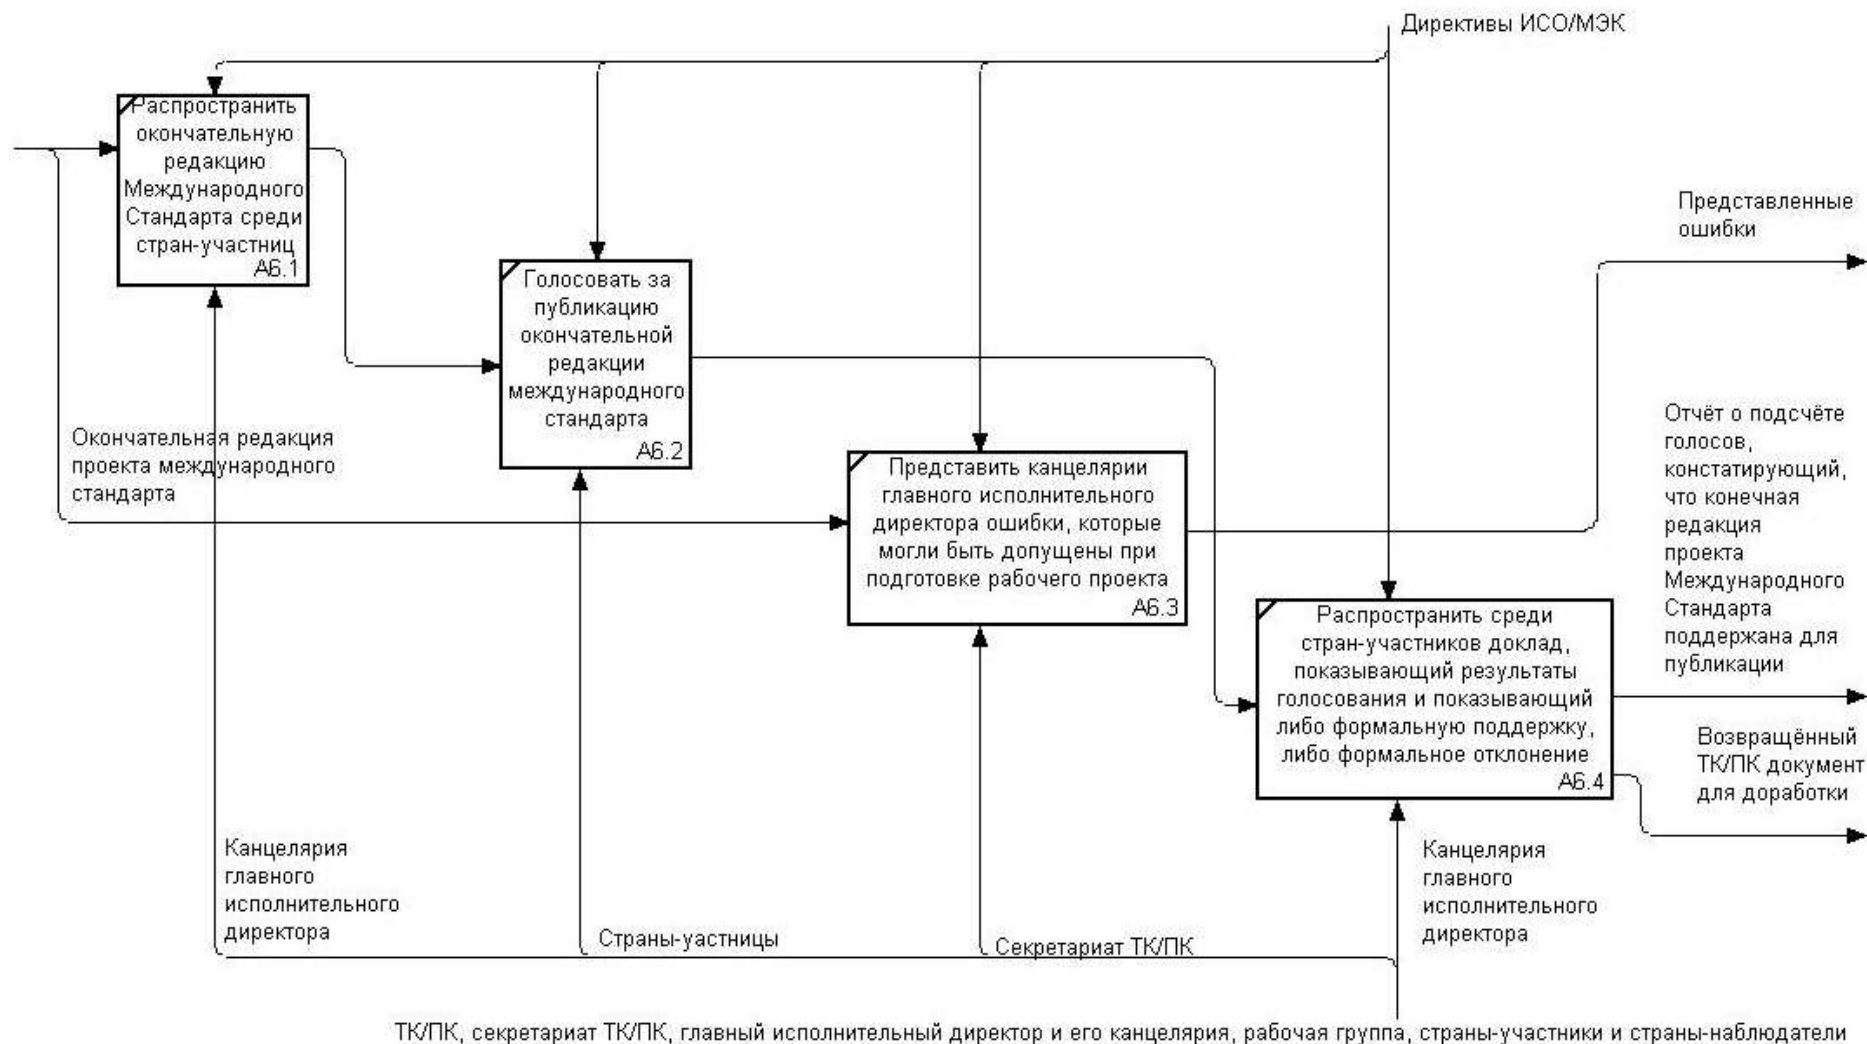 Директивы ИСО/МЭК
Распространить
окончательную
редакцию
Международного
Стандарта среди
стран-участниц
А6.1
Голосовать за
публикацию
окончательной
редакции
международного
стандарта
А6.2
Представленные
ошибки
Окончательная редакция
проекта международного
стандарта
Представить канцелярии
главного исполнительного
директора ошибки, которые
могли быть допущены при
подготовке рабочего проекта
А6.3
Отчёт о подсчёте
голосов,
констатирующий,
что конечная
редакция
проекта
Международного
Стандарта
поддержана для
публикации
Распространить среди
стран-участников доклад,
показывающий результаты
голосования и показывающий
либо формальную поддержку,
либо формальное отклонение
А6.4
Возвращённый
ТК/ПК документ
для доработки
Канцелярия
главного
исполнительного
директора
Страны-уастницы
Секретариат ТК/ПК
Канцелярия
главного
исполнительного
директора
ТК/ПК, секретариат ТК/ПК, главный исполнительный директор и его канцелярия, рабочая группа, страны-участники и страны-наблюдатели